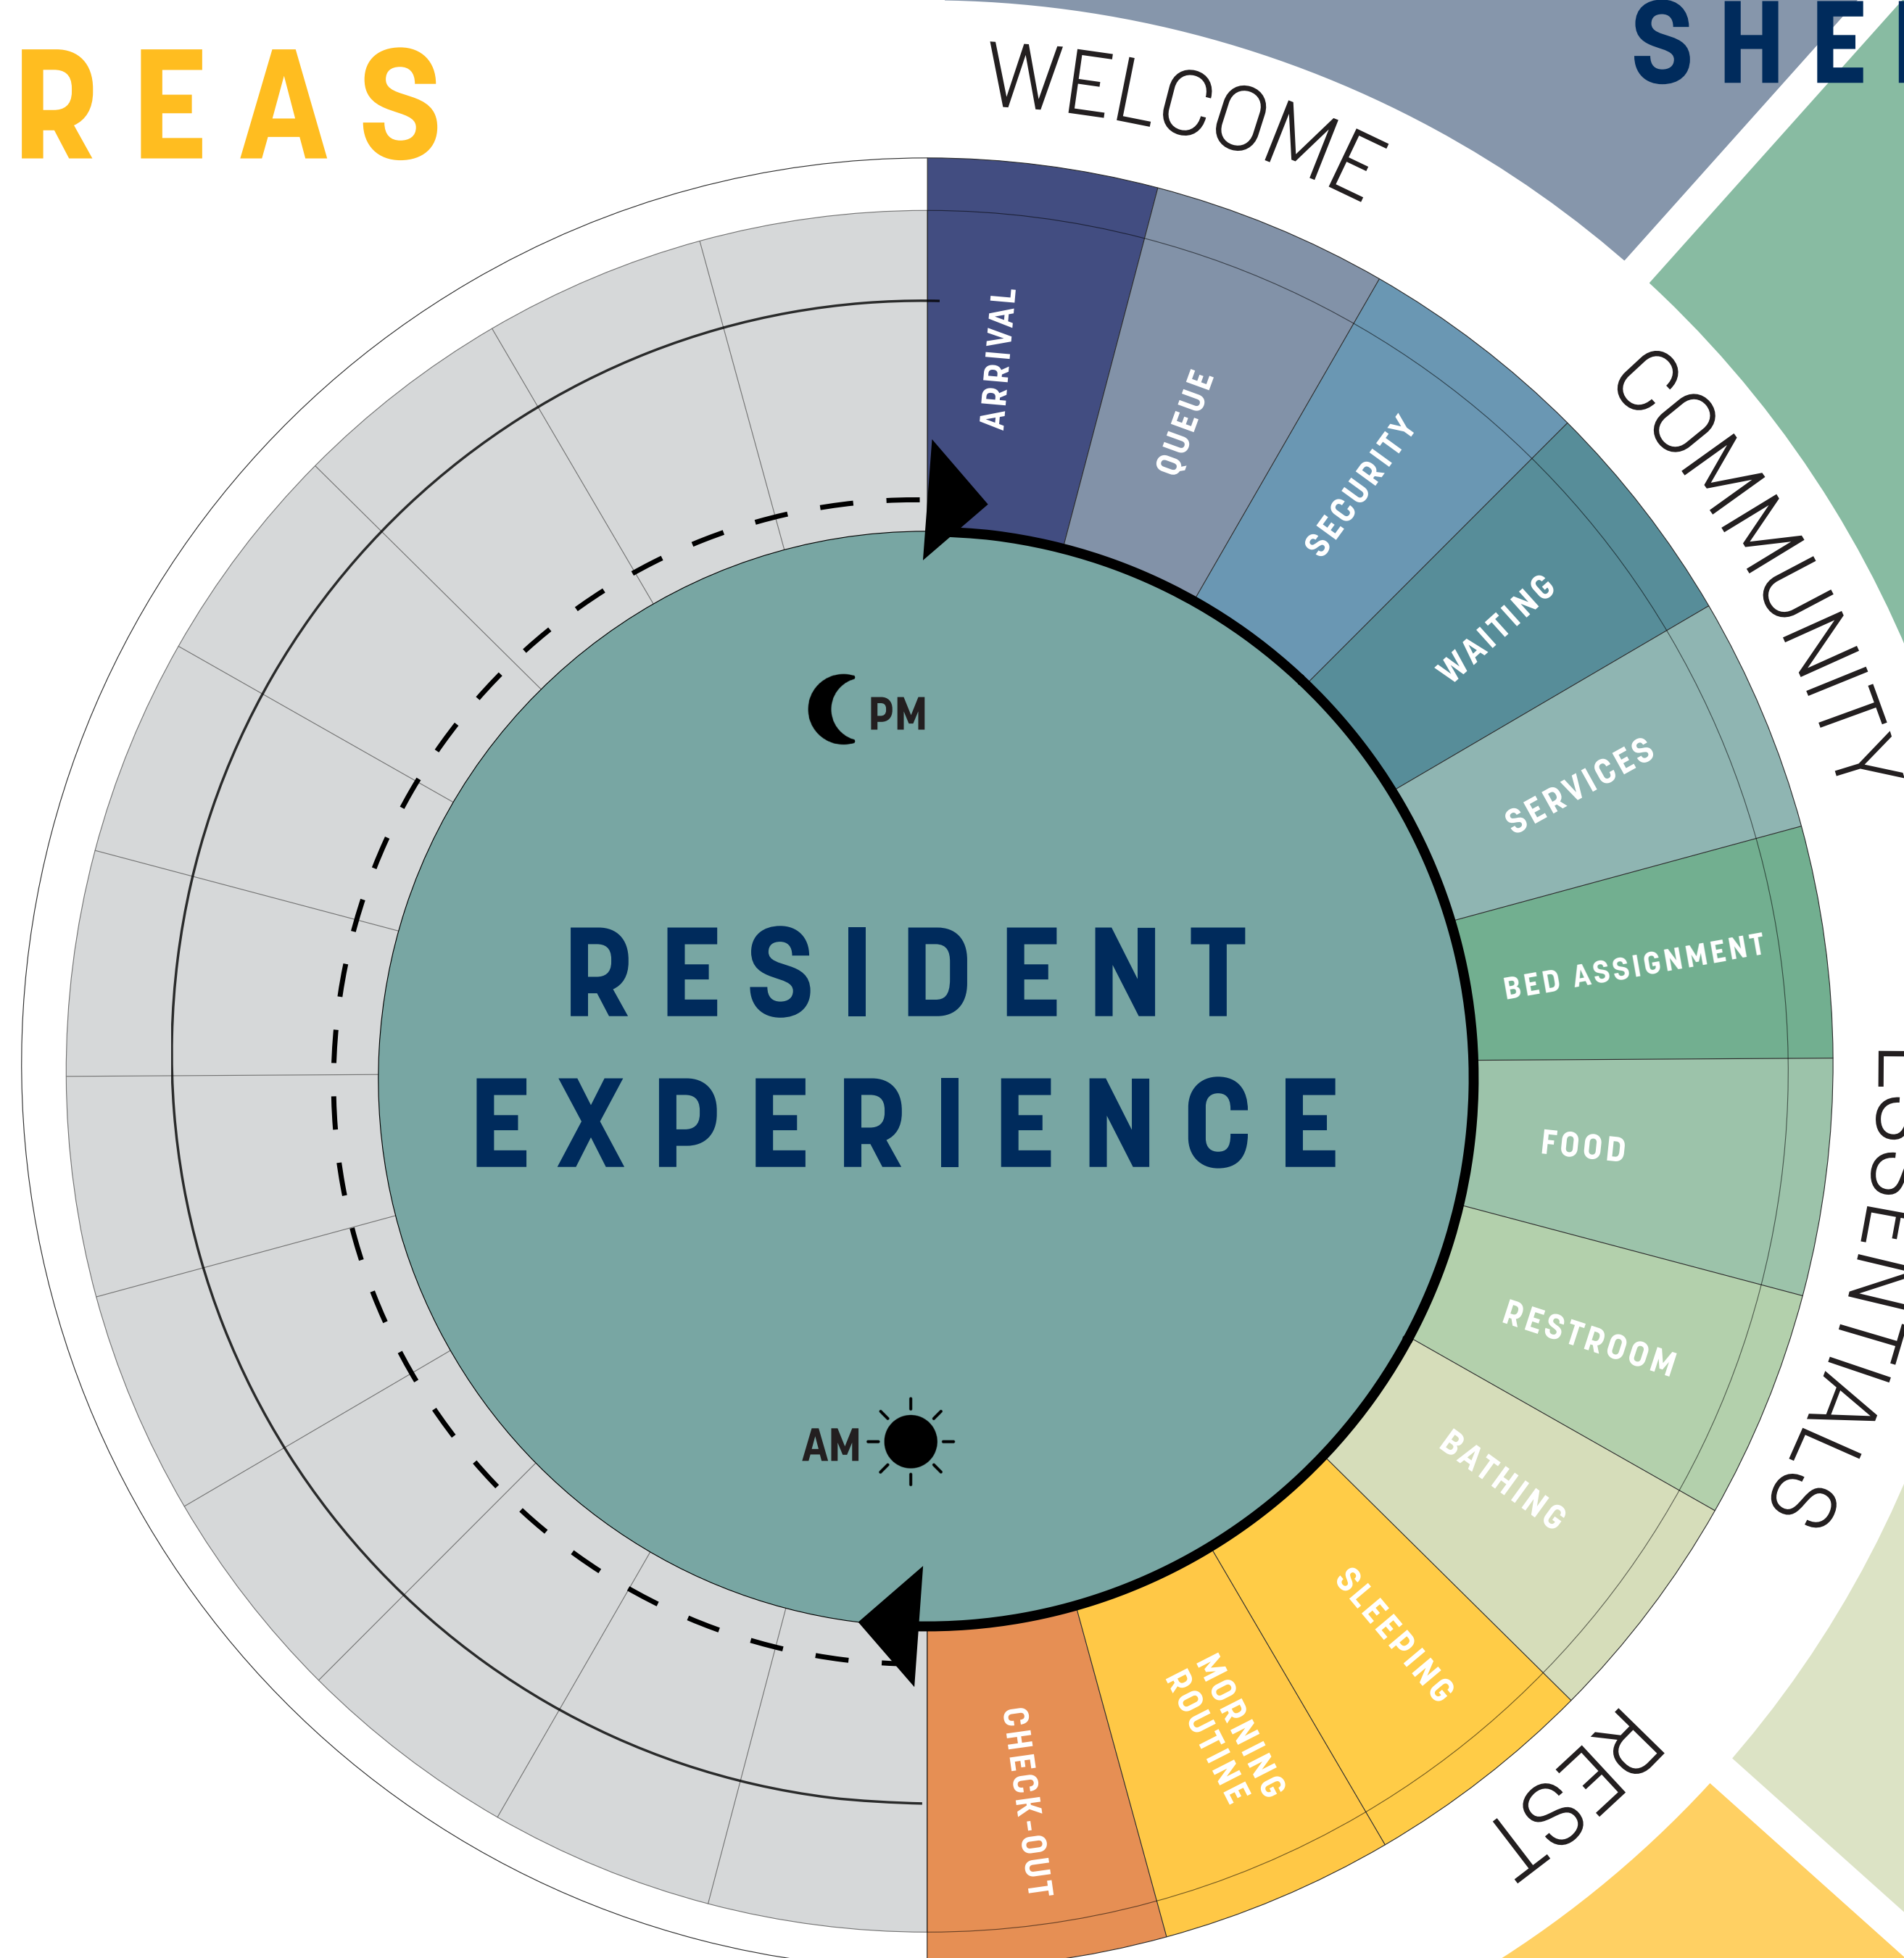 REAS
SHE
WELCOME
COMMUNITY
ESSENTIALS
REST
ARRIVAL
QUEUE
SECURITY
WAITING
SERVICES
BED ASSIGNMENT
FOOD
RESTROOM
BATHING
SLEEPING
MORNING
ROUTINE
CHECK-OUT
PM
RESIDENT
EXPERIENCE
AM